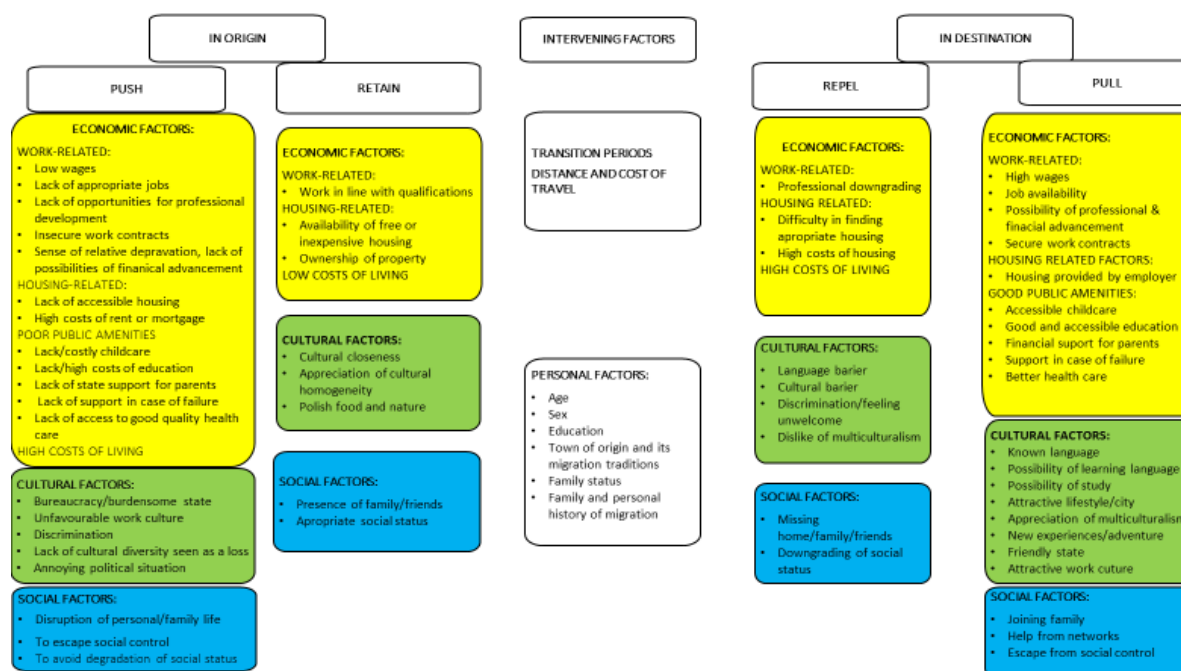 IN ORIGIN
INTERVENING FACTORS
IN DESTINATION
PUSH
RETAIN
REPEL
PULL
ECONOMIC FACTORS:
WORK-RELATED:
• Low wages
• Lack of appropriate jobs
• Lack of opportunities for professional
development
• Insecure work contracts
• Sense of relative depravation, lack of
possibilities of finanical advancement
HOUSING-RELATED:
• Lack of accessible housing
• High costs of rent or mortgage
POOR PUBLIC AMENITIES
• Lack/costly childcare
• Lack/high costs of education
• Lack of state support for parents
• Lack of support in case of failure
• Lack of access to good quality health
care
HIGH COSTS OF LIVING
CULTURAL FACTORS:
• Bureaucracy/burdensome state
• Unfavourable work culture
• Discrimination
• Lack of cultural diversity seen as a loss
• Annoying political situation
SOCIAL FACTORS:
• Disruption of personal/family life
• To escape social control
• To avoid degradation of social status
ECONOMIC FACTORS:
WORK-RELATED:
• Work in line with qualifications
HOUSING-RELATED:
• Availability of free or
inexpensive housing
• Ownership of property
LOW COSTS OF LIVING
CULTURAL FACTORS:
• Cultural closeness
• Appreciation of cultural
homogeneity
• Polish food and nature
SOCIAL FACTORS:
• Presence of family/friends
• Apropriate social status
TRANSITION PERIODS
DISTANCE AND COST OF
TRAVEL
PERSONAL FACTORS:
• Age
• Sex
• Education
• Town of origin and its
migration traditions
• Family status
• Family and personal
history of migration
ECONOMIC FACTORS:
WORK-RELATED:
• Professional downgrading
HOUSING RELATED:
• Difficulty in finding
apropriate housing
• High costs of housing
HIGH COSTS OF LIVING
CULTURAL FACTORS:
• Language barier
• Cultural barier
• Discrimination/feeling
unwelcome
• Dislike of multiculturalism
SOCIAL FACTORS:
• Missing
home/family/friends
• Downgrading of social
status
ECONOMIC FACTORS:
WORK-RELATED:
• High wages
• Job availability
• Possibility of professional &
finacial advancement
• Secure work contracts
HOUSING RELATED FACTORS:
• Housing provided by employer
GOOD PUBLIC AMENITIES:
• Accessible childcare
• Good and accessible education
• Financial suport for parents
• Support in case of failure
• Better health care
CULTURAL FACTORS:
• Known language
• Possibility of learning language
• Possibility of study
• Attractive lifestyle/city
• Appreciation of multiculturalism
• New experiences/adventure
• Friendly state
• Attractive work cuture
SOCIAL FACTORS:
• Joining family
• Help from networks
• Escape from social control